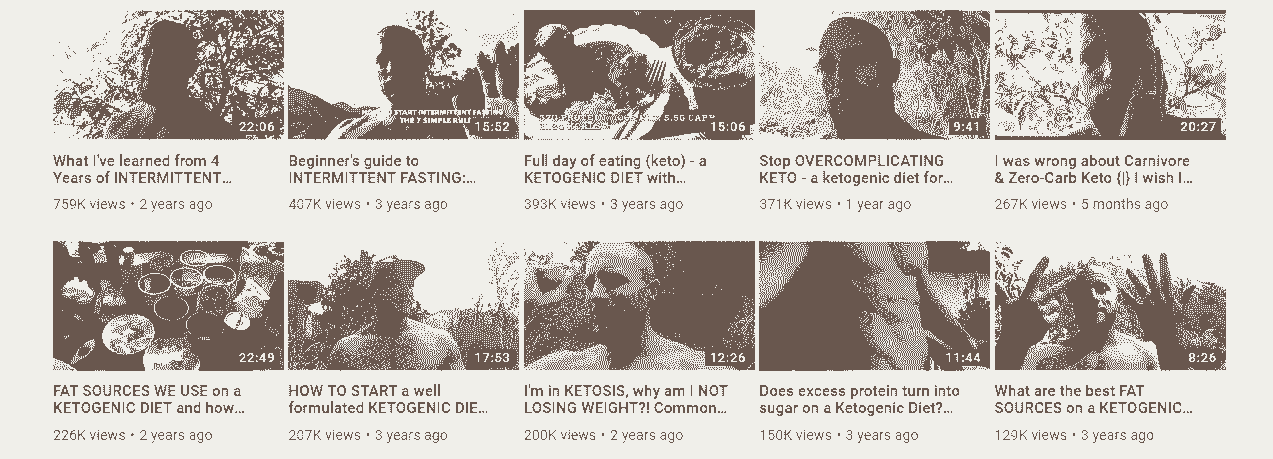 22:06
START INTERMITTENT FASTING
THE 7 SIMPLE RULE
15:52
5.5G
15:06
9:41
20:27
What I've learned from 4
Years of INTERMITTENT...
759K views • 2 years ago
Beginner's guide to
INTERMITTENT FASTING:...
407K views • 3 years ago
Full day of eating (keto) - a
KETOGENIC DIET with...
393K views • 3 years ago
Stop OVERCOMPLICATING
KETO - a ketogenic diet for...
371K views • 1 year ago
I was wrong about Carnivore
& Zero-Carb Keto {|} I wish I...
267K views • 5 months ago
22:49
17:53
12:26
11:44
8:26
FAT SOURCES WE USE on a
KETOGENIC DIET and how...
226K views • 2 years ago
HOW TO START a well
formulated KETOGENIC DIE...
207K views • 3 years ago
I'm in KETOSIS, why am I NOT
LOSING WEIGHT?! Common...
200K views • 2 years ago
Does excess protein turn into
sugar on a Ketogenic Diet?...
150K views • 3 years ago
What are the best FAT
SOURCES on a KETOGENIC...
129K views • 3 years ago